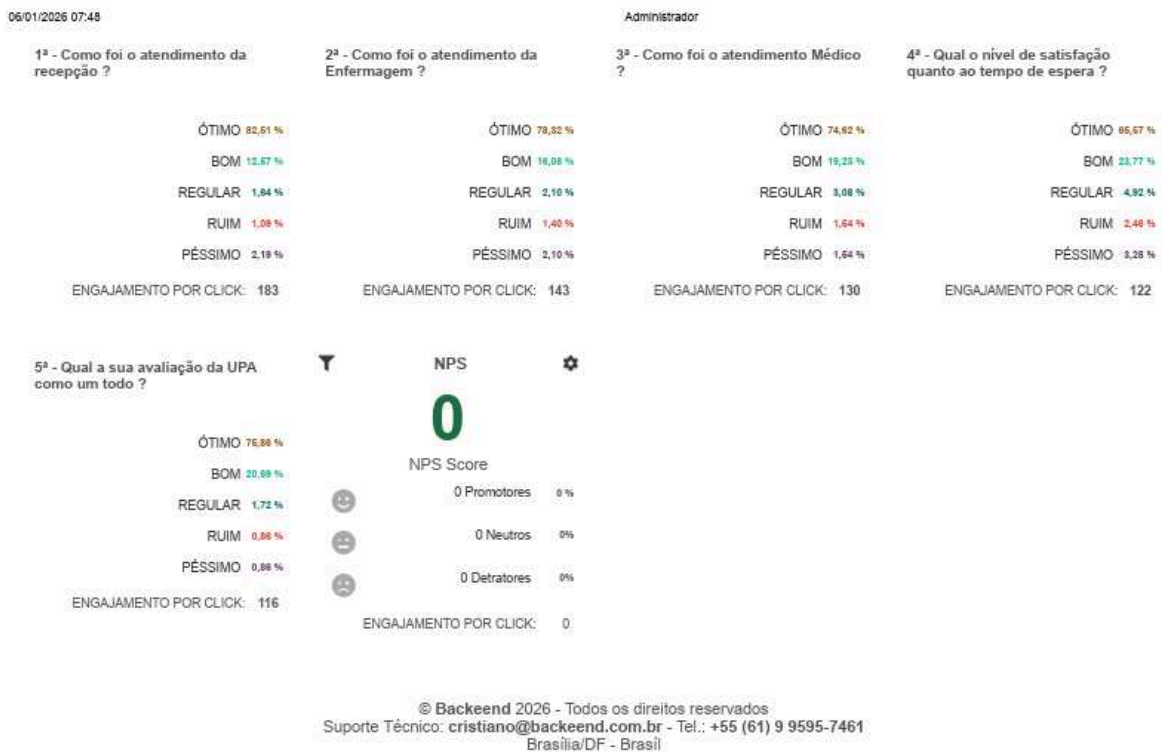 06/01/2026 07:48
Administrador
1ª - Como foi o atendimento da
recepção ?
ÓTIMO 82,51 %
BOM 12,57 %
REGULAR 1,64 %
RUIM 1,09 %
PÉSSIMO 2,19 %
ENGAJAMENTO POR CLICK: 183
2ª - Como foi o atendimento da
Enfermagem ?
ÓTIMO 78,32 %
BOM 16,08 %
REGULAR 2,10 %
RUIM 1,40 %
PÉSSIMO 2,10 %
ENGAJAMENTO POR CLICK: 143
3ª - Como foi o atendimento Médico
?
ÓTIMO 74,62 %
BOM 19,23 %
REGULAR 3,08 %
RUIM 1,54 %
PÉSSIMO 1,54 %
ENGAJAMENTO POR CLICK: 130
4ª - Qual o nível de satisfação
quanto ao tempo de espera ?
ÓTIMO 65,57 %
BOM 23,77 %
REGULAR 4,92 %
RUIM 2,46 %
PÉSSIMO 3,28 %
ENGAJAMENTO POR CLICK: 122
5ª - Qual a sua avaliação da UPA
como um todo ?
ÓTIMO 75,86 %
BOM 20,69 %
REGULAR 1,72 %
RUIM 0,86 %
PÉSSIMO 0,86 %
ENGAJAMENTO POR CLICK: 116
NPS
0
NPS Score
0 Promotores 0 %
0 Neutros 0%
0 Detratores 0%
ENGAJAMENTO POR CLICK: 0
© Backeend 2026 - Todos os direitos reservados
Suporte Técnico: cristiano@backeend.com.br - Tel.: +55 (61) 9 9595-7461
Brasília/DF - Brasil